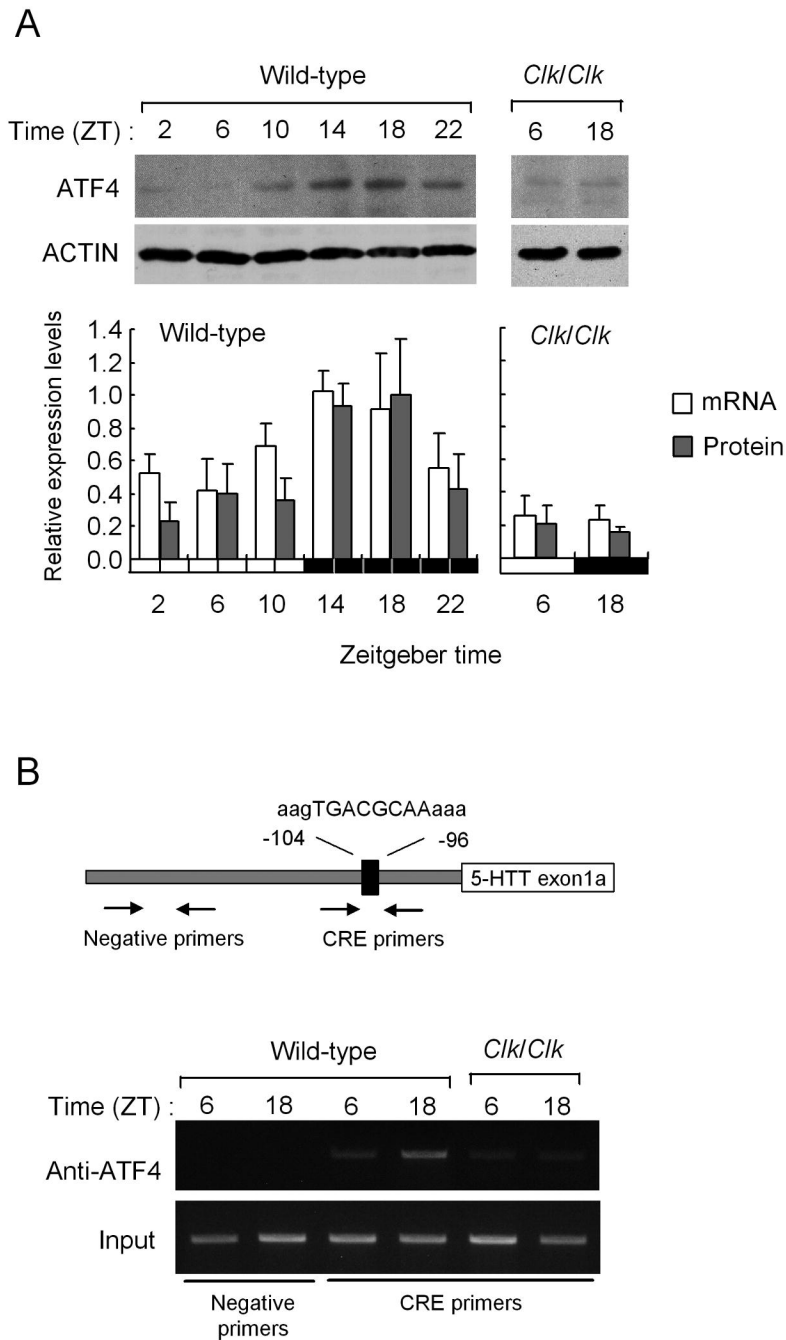 A
Wild-type Clk/Clk
Time (ZT) : 2 6 10 14 18 22 6 18
ATF4
ACTIN
Relative expression levels
1.4
1.2
1.0
0.8
0.6
0.4
0.2
0.0
Wild-type Clk/Clk
mRNA
Protein
2 6 10 14 18 22 6 18
Zeitgeber time
B
aagTGACGCAAaaa
-104 -96
5-HTT exon1a
Negative primers CRE primers
Wild-type Clk/Clk
Time (ZT) : 6 18 6 18 6 18
Anti-ATF4
Input
Negative primers CRE primers